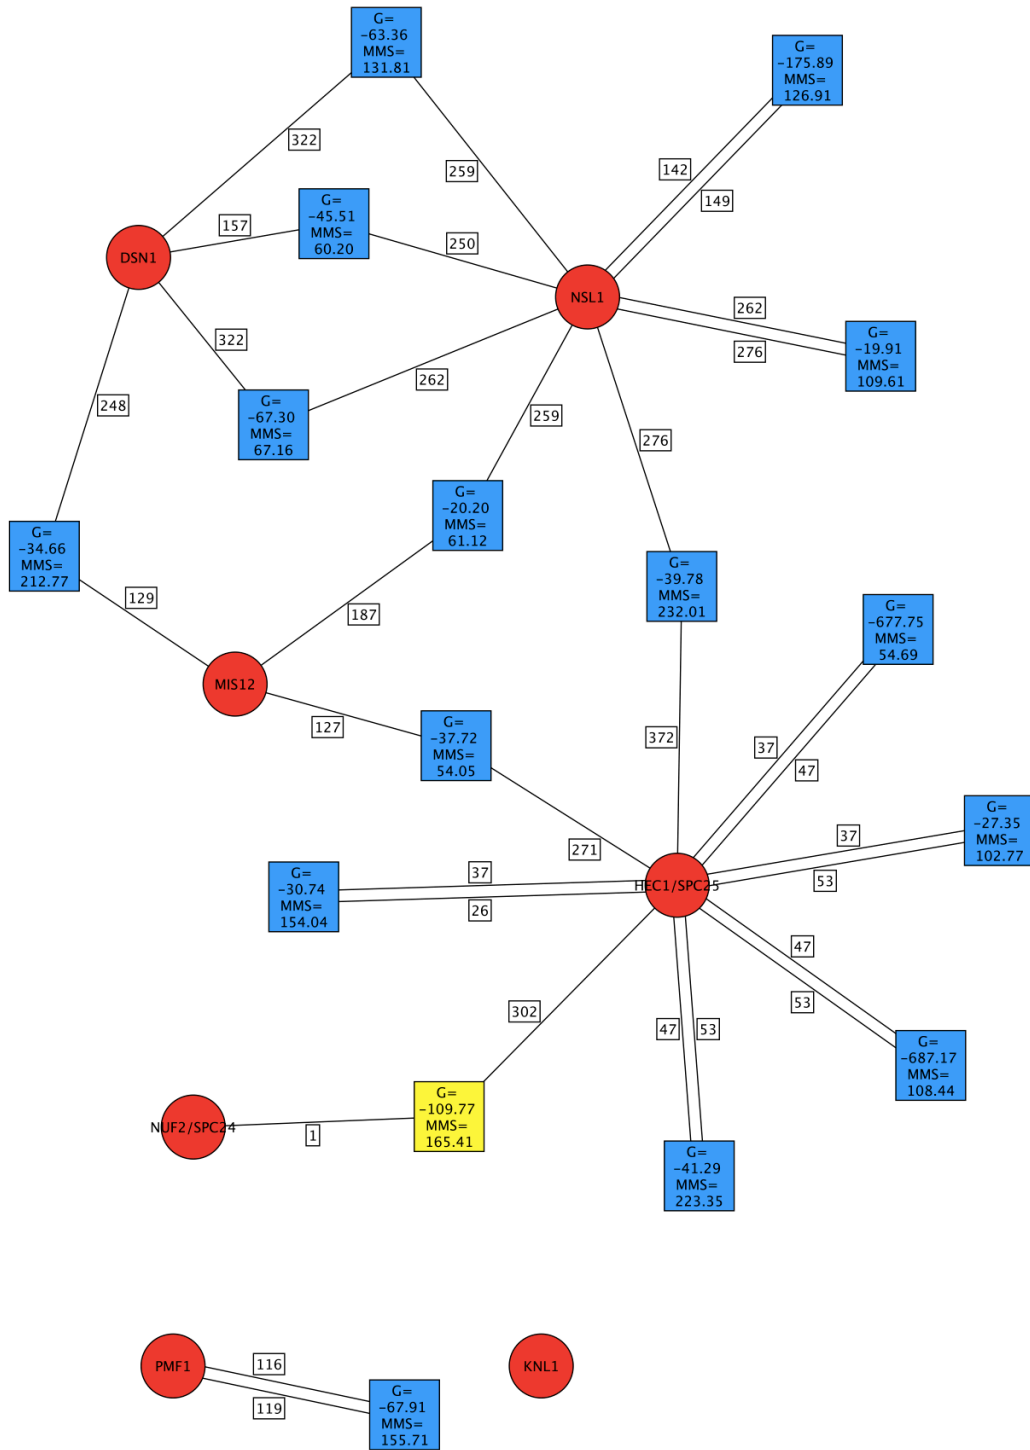 G=
-63.36
MMS=
131.81
G=
-175.89
MMS=
126.91
322
259
142
149
157
G=
-45.51
MMS=
60.20
250
DSN1
NSL1
262
276
G=
-19.91
MMS=
109.61
322
262
248
G=
-67.30
MMS=
67.16
259
276
G=
-20.20
MMS=
61.12
G=
-34.66
MMS=
212.77
G=
-39.78
MMS=
232.01
129
187
G=
-677.75
MMS=
54.69
MIS12
127
G=
-37.72
MMS=
54.05
372
37
47
G=
-27.35
MMS=
102.77
37
53
271
HEC1/SPC25
G=
-30.74
MMS=
154.04
37
26
47
53
302
47
53
G=
-687.17
MMS=
108.44
NUF2/SPC24
1
G=
-109.77
MMS=
165.41
G=
-41.29
MMS=
223.35
PMF1
116
119
G=
-67.91
MMS=
155.71
KNL1